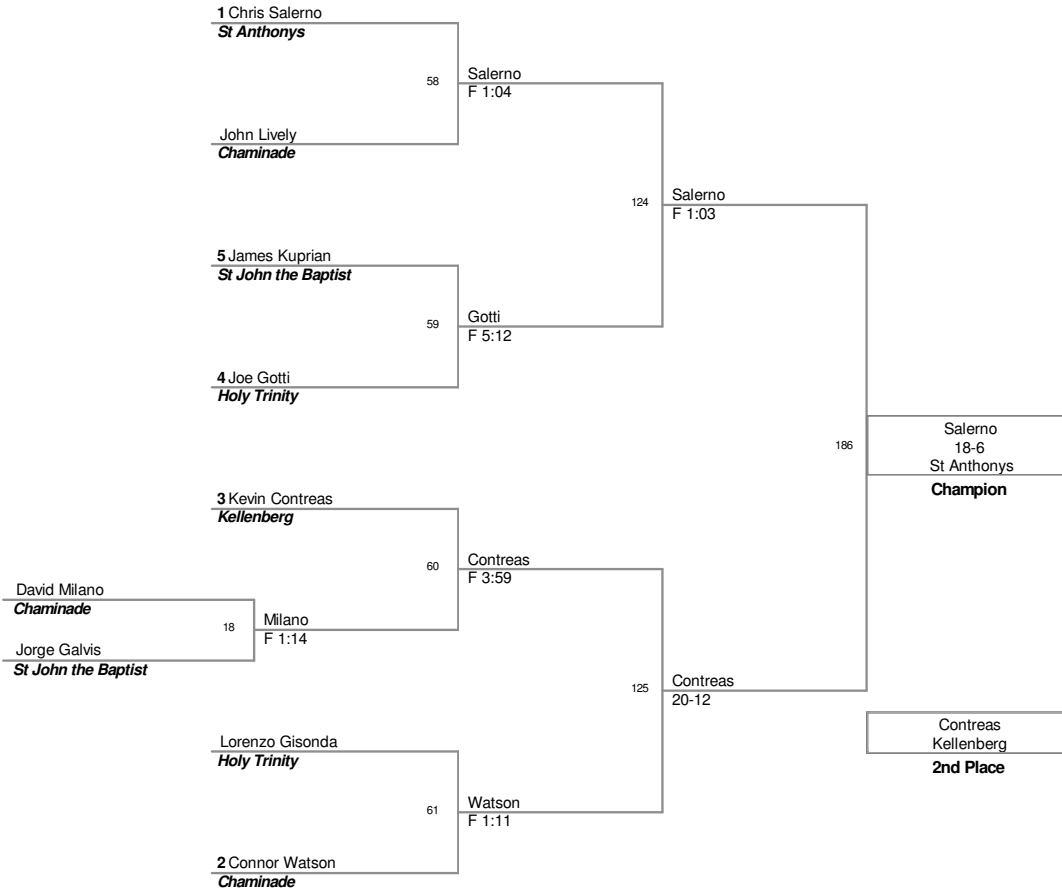 1 Chris Salerno
St Anthonys
58
Salerno
F 1:04
John Lively
Chaminade
124
Salerno
F 1:03
5 James Kuprian
St John the Baptist
59
Gotti
F 5:12
4 Joe Gotti
Holy Trinity
186
Salerno
18-6
St Anthonys
Champion
3 Kevin Contreas
Kellenberg
60
Contreas
F 3:59
David Milano
Chaminade
18
Milano
F 1:14
Jorge Galvis
St John the Baptist
125
Contreas
20-12
Contreas
Kellenberg
2nd Place
Lorenzo Gisonda
Holy Trinity
61
Watson
F 1:11
2 Connor Watson
Chaminade